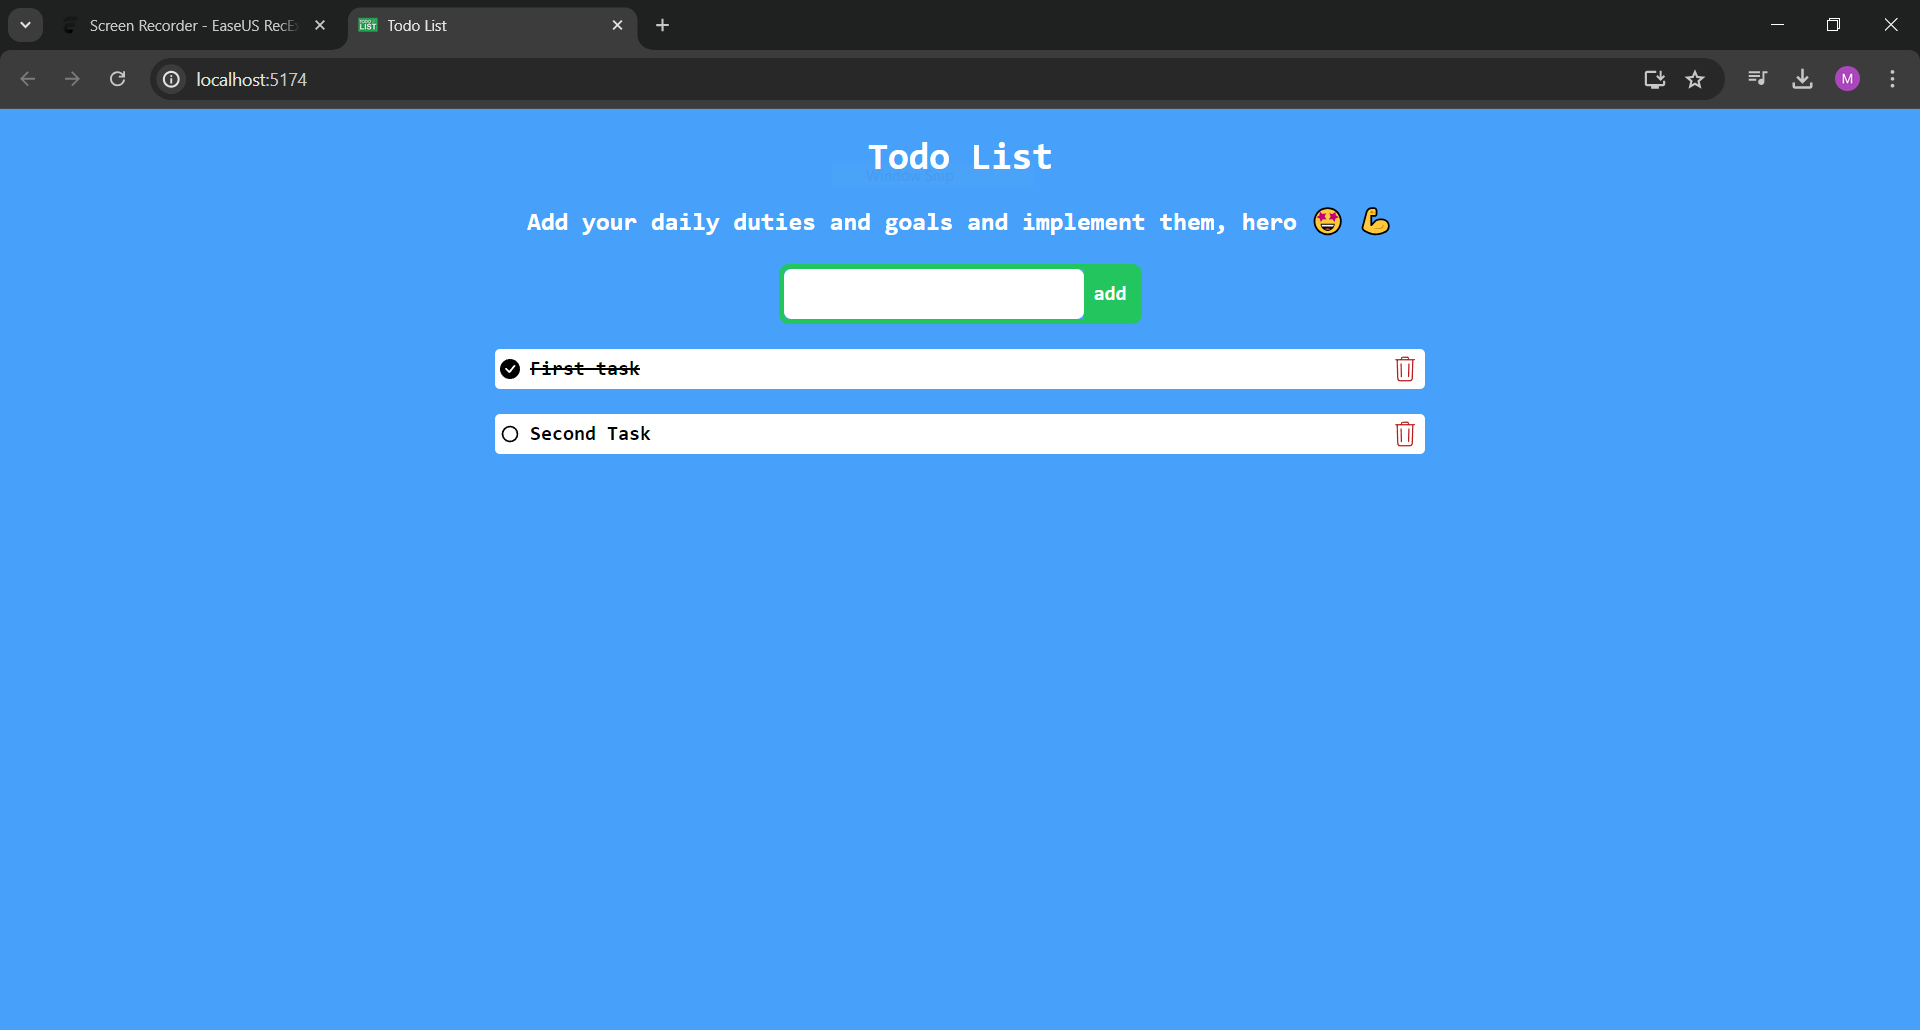 Screen Recorder - EaseUS RecEx
Todo List
localhost:5174
M
Todo List
Add your daily duties and goals and implement them, hero 🤩 💪
add
First task
Second Task